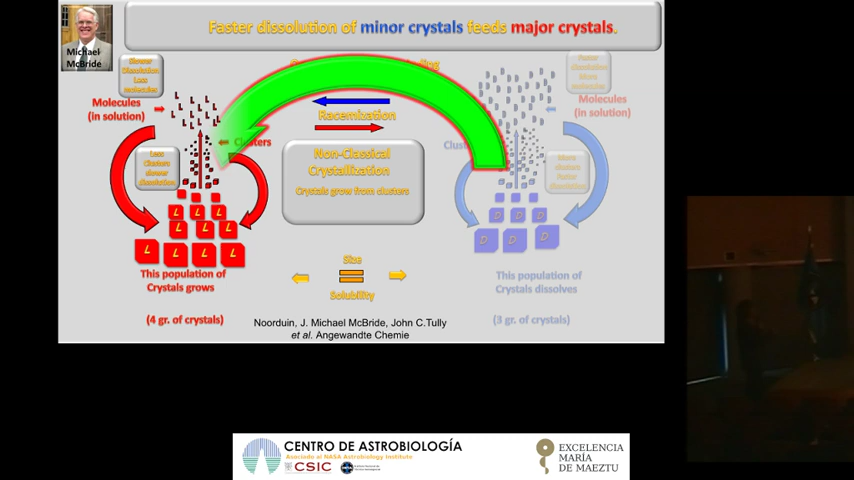 Faster dissolution of minor crystals feeds major crystals.
Michael
McBride
Slower
Dissolution
Less
molecules
Molecules
(in solution)
Racemization
Clusters
Less
Clusters
slower
dissolution
Non-Classical
Crystallization
Crystals grow from clusters
Faster
dissolution
More
molecules
Molecules
(in solution)
More
clusters
Faster
dissolution
L L L
L L L
L L L L
D D D
D D D
Size
Solubility
This population of
Crystals grows
(4 gr. of crystals)
This population of
Crystals dissolves
(3 gr. of crystals)
Noorduin, J. Michael McBride, John C.Tully
et al. Angewandte Chemie
CENTRO DE ASTROBIOLOGÍA
Asociado al NASA Astrobiology Institute
CSIC
EXCELENCIA
MARÍA
DE MAEZTU